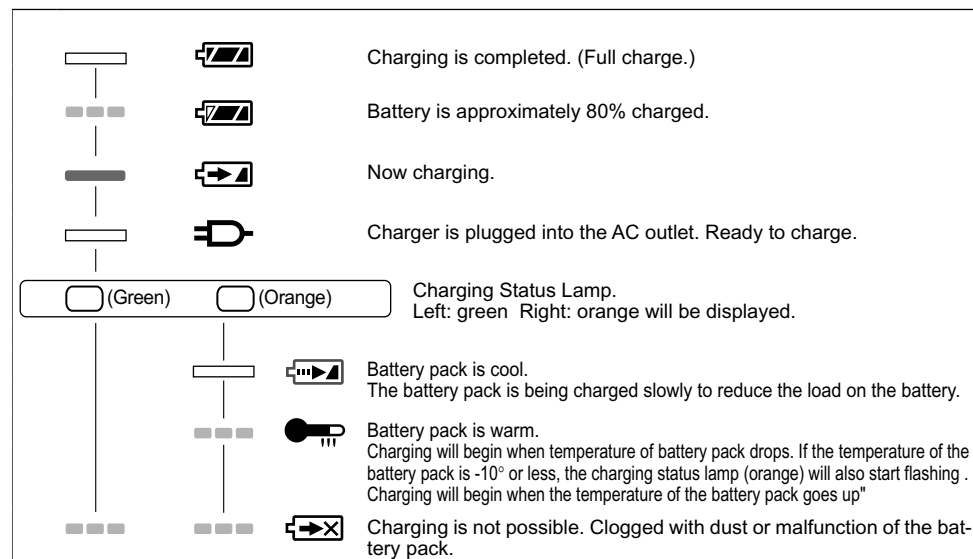 Charging is completed. (Full charge.)
Battery is approximately 80% charged.
Now charging.
Charger is plugged into the AC outlet. Ready to charge.
(Green) (Orange)
Charging Status Lamp.
Left: green Right: orange will be displayed.
Battery pack is cool.
The battery pack is being charged slowly to reduce the load on the battery.
Battery pack is warm.
Charging will begin when temperature of battery pack drops. If the temperature of the
battery pack is -10° or less, the charging status lamp (orange) will also start flashing .
Charging will begin when the temperature of the battery pack goes up"
Charging is not possible. Clogged with dust or malfunction of the bat-
tery pack.